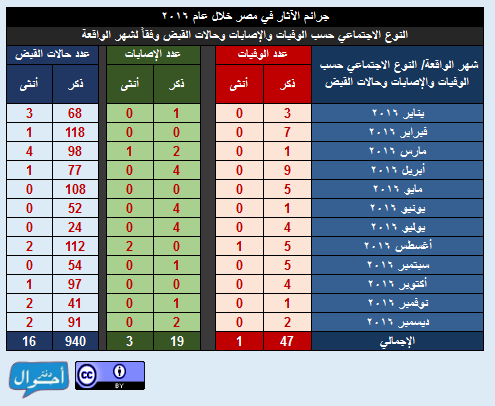 جرائم الآثار في مصر خلال عام ٢٠١٦
النوع الاجتماعي حسب الوفيات والإصابات وحالات القبض وفقاً لشهر الواقعة
شهر الواقعة/ النوع الاجتماعي حسب الوفيات والإصابات وحالات القبض عدد الوفيات عدد الإصابات عدد حالات القبض
ذكر أنثى ذكر أنثى ذكر أنثى
يناير ٢٠١٦ 3 0 1 0 68 3
فبراير ٢٠١٦ 7 0 0 0 118 1
مارس ٢٠١٦ 1 0 2 1 98 4
أبريل ٢٠١٦ 9 0 4 0 77 1
مايو ٢٠١٦ 5 0 0 0 108 0
يونيو ٢٠١٦ 1 0 4 0 52 0
يوليو ٢٠١٦ 4 0 4 0 24 0
أغسطس ٢٠١٦ 5 1 0 2 112 2
سبتمبر ٢٠١٦ 5 0 1 0 54 0
أكتوبر ٢٠١٦ 4 0 0 0 97 1
نوفمبر ٢٠١٦ 1 0 1 0 41 2
ديسمبر ٢٠١٦ 2 0 2 0 91 2
الإجمالي 47 1 19 3 940 16
دفتر أحوال
cc BY